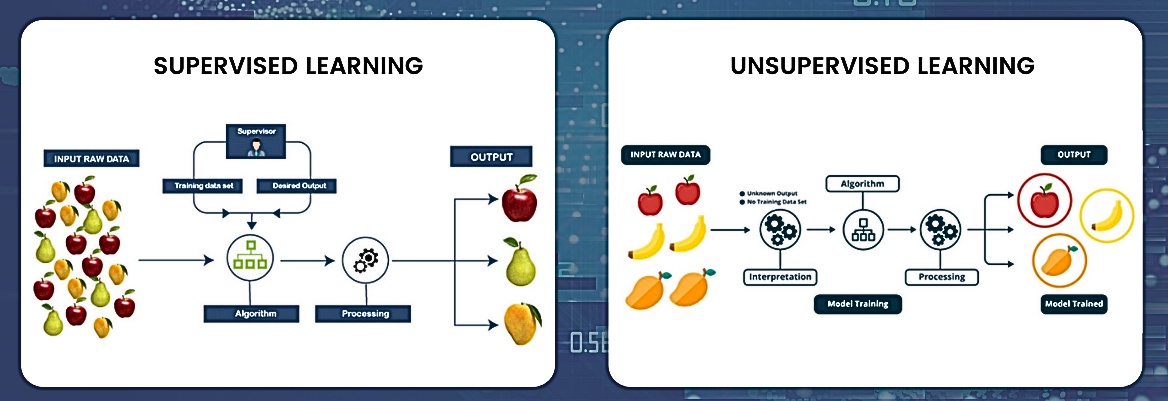 SUPERVISED LEARNING
Supervisor
INPUT RAW DATA
OUTPUT
Training data set
Desired Output
Algorithm
Processing
UNSUPERVISED LEARNING
INPUT RAW DATA
OUTPUT
Algorithm
Unknown Output
No Training Data Set
Interpretation
Processing
Model Training
Model Trained